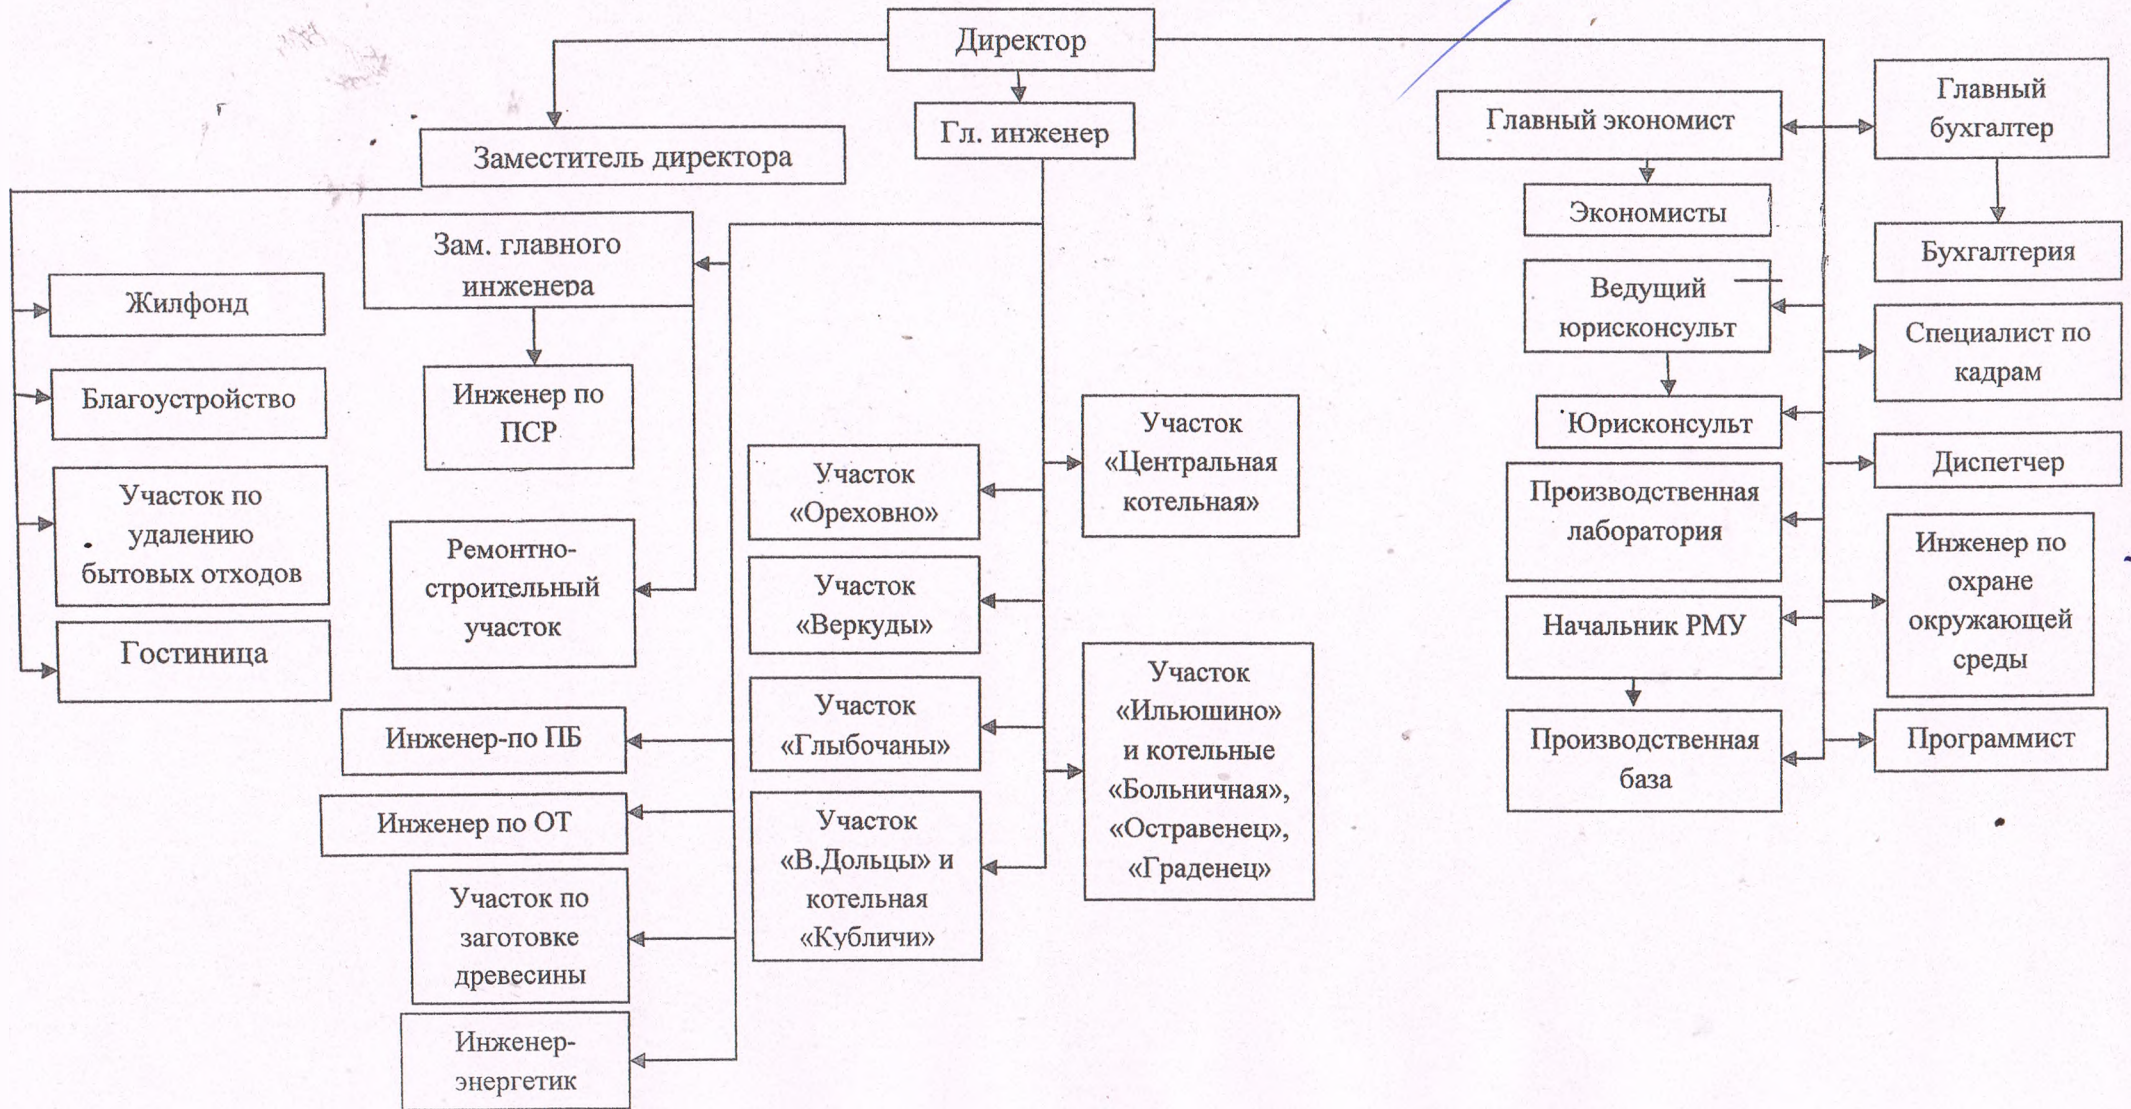 Директор
Заместитель директора
Гл. инженер
Главный экономист
Главный
бухгалтер
Экономисты
Бухгалтерия
Ведущий
юрисконсульт
Специалист по
кадрам
Юрисконсульт
Диспетчер
Производственная
лаборатория
Инженер по
охране
окружающей
среды
Начальник РМУ
Производственная
база
Программист
Зам. главного
инженера
Жилфонд
Благоустройство
Участок по
удалению
бытовых отходов
Гостиница
Инженер по
ПСР
Ремонтно-
строительный
участок
Инженер-по ПБ
Инженер по ОТ
Участок по
заготовке
древесины
Инженер-
энергетик
Участок
«Ореховно»
Участок
«Веркуды»
Участок
«Глыбочаны»
Участок
«В.Дольцы» и
котельная
«Кубличи»
Участок
«Центральная
котельная»
Участок
«Ильюшино»
и котельные
«Больничная»,
«Остравенец»,
«Граденец»